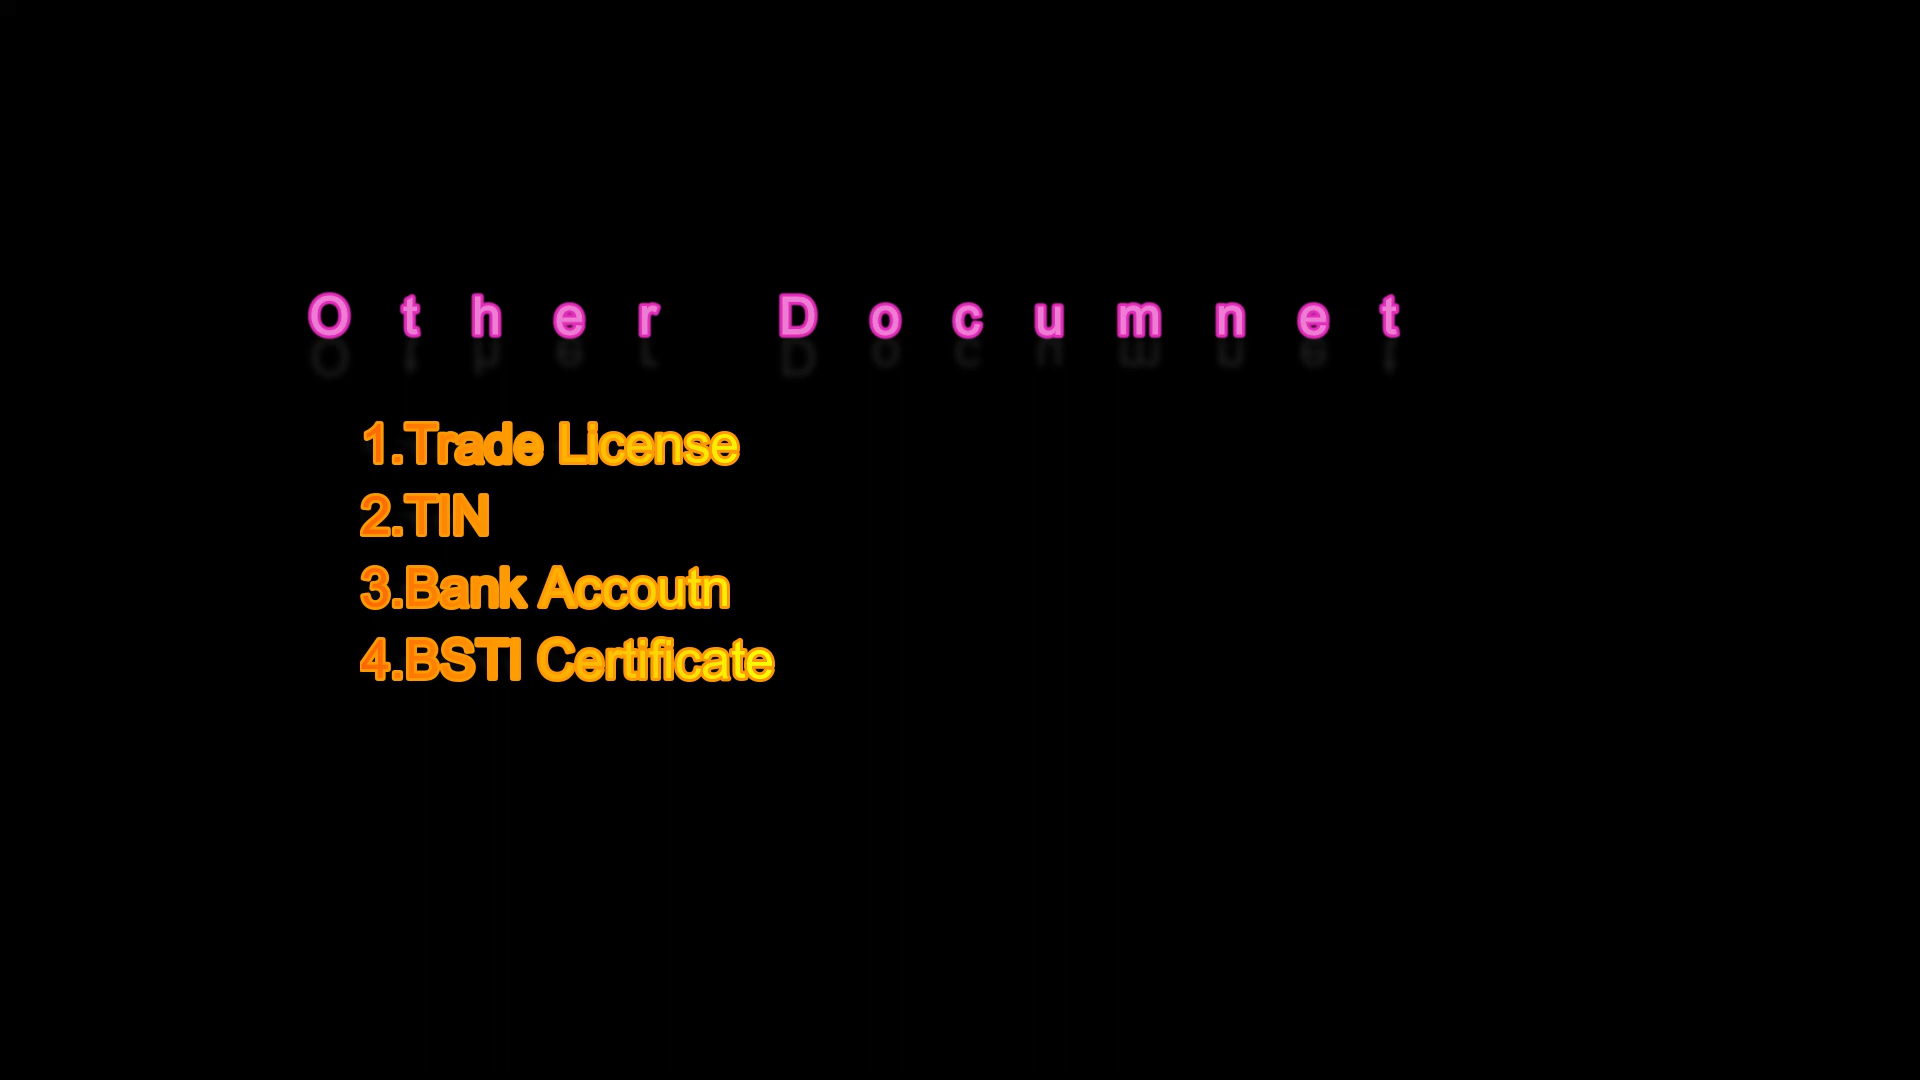 Other Documnet
1.Trade License
2.TIN
3.Bank Accoutn
4.BSTI Certificate